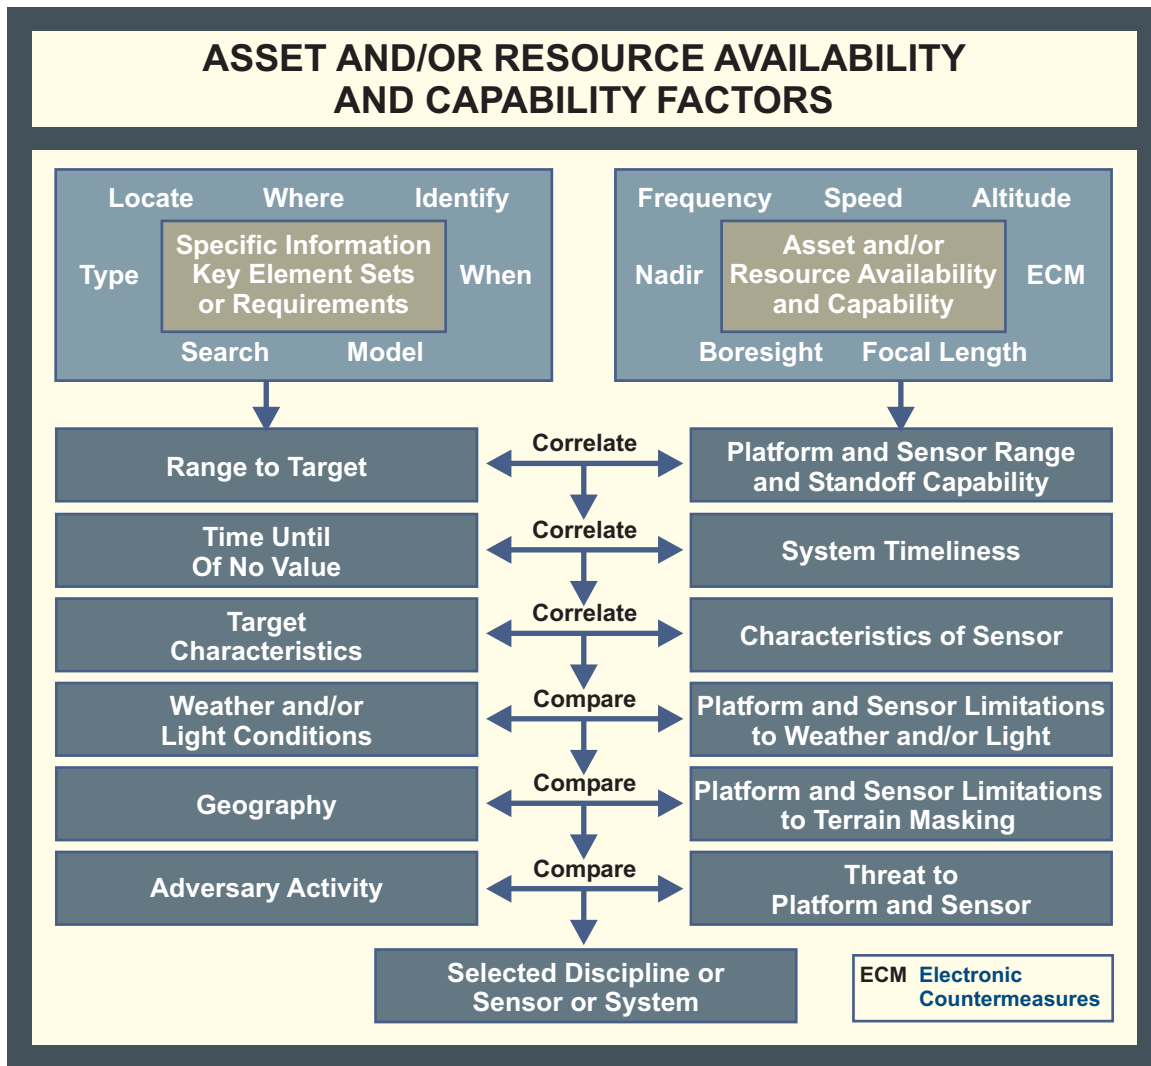 ASSET AND/OR RESOURCE AVAILABILITY
AND CAPABILITY FACTORS
Locate Where Identify
Specific Information
Type Key Element Sets When
or Requirements
Search Model
Frequency Speed Altitude
Asset and/or
Nadir Resource Availability ECM
and Capability
Boresight Focal Length
Range to Target
Correlate
Platform and Sensor Range
and Standoff Capability
Time Until
Of No Value
Correlate
System Timeliness
Target
Characteristics
Correlate
Characteristics of Sensor
Weather and/or
Light Conditions
Compare
Platform and Sensor Limitations
to Weather and/or Light
Geography
Compare
Platform and Sensor Limitations
to Terrain Masking
Adversary Activity
Compare
Threat to
Platform and Sensor
Selected Discipline or
Sensor or System
ECM Electronic
Countermeasures